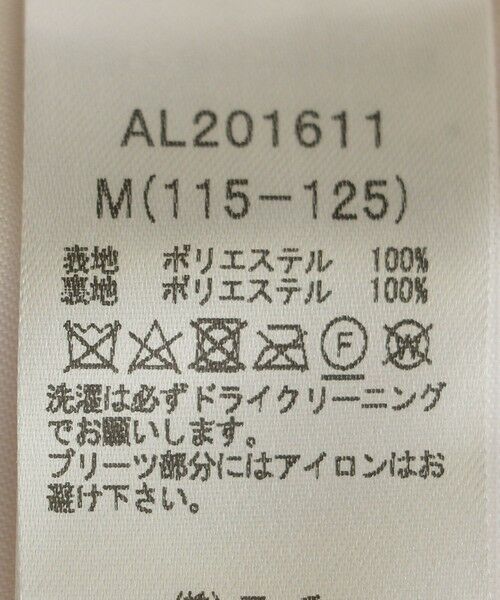 AL201611
M(115-125)
表地 ポリエステル 100%
裏地 ポリエステル 100%
F W
洗濯は必ずドライクリーニング
でお願いします。
プリーツ部分にはアイロンはお
避け下さい。
(株)